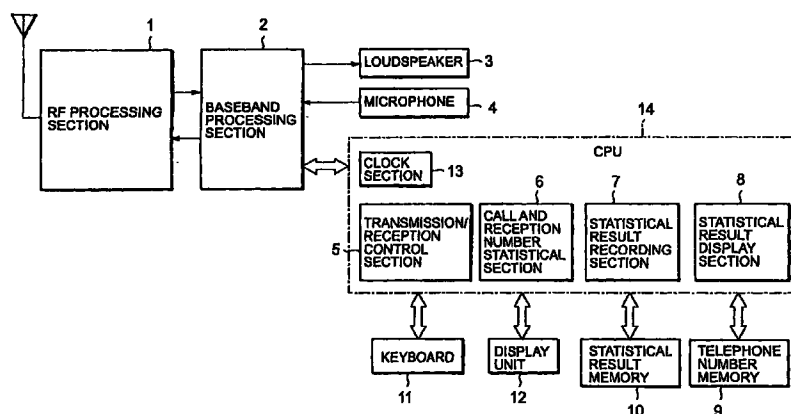 1
2
LOUDSPEAKER
3
RF PROCESSING
SECTION
BASEBAND
PROCESSING
SECTION
MICROPHONE
4
14
CPU
CLOCK
SECTION
13
6
7
8
5
TRANSMISSION/
RECEPTION
CONTROL
SECTION
CALL AND
RECEPTION
NUMBER
STATISTICAL
SECTION
STATISTICAL
RESULT
RECORDING
SECTION
STATISTICAL
RESULT
DISPLAY
SECTION
KEYBOARD
11
DISPLAY
UNIT
12
STATISTICAL
RESULT
MEMORY
10
TELEPHONE
NUMBER
MEMORY
9